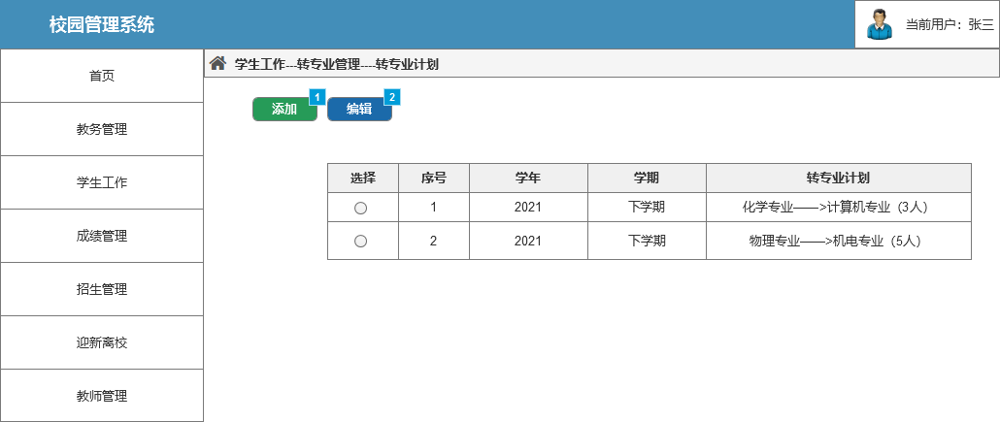 校园管理系统
当前用户：张三
首页
教务管理
学生工作
成绩管理
招生管理
迎新离校
教师管理
学生工作---转专业管理----转专业计划
添加 1 编辑 2
选择 序号 学年 学期 转专业计划
1 2021 下学期 化学专业——>计算机专业（3人）
2 2021 下学期 物理专业——>机电专业（5人）